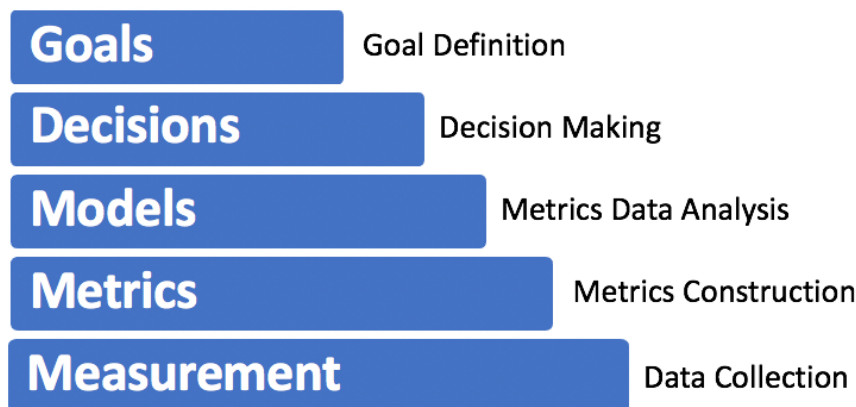 Goals Goal Definition
Decisions Decision Making
Models Metrics Data Analysis
Metrics Metrics Construction
Measurement Data Collection